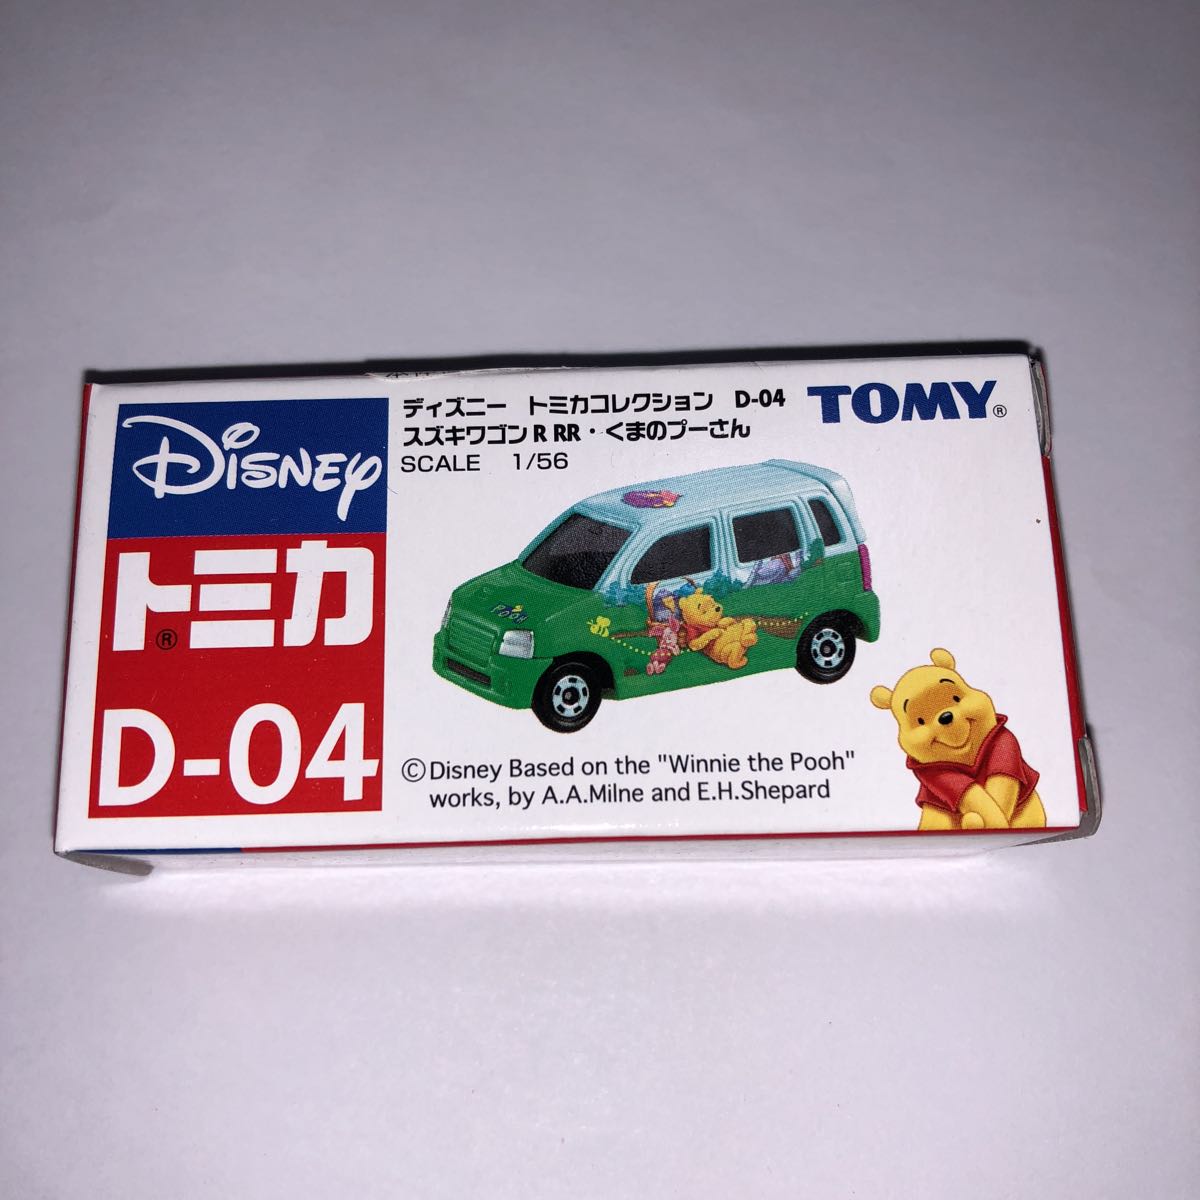 DISNEY
トミカ®
D-04
ディズニー トミカコレクション D-04
スズキワゴンR RR・くまのプーさん
SCALE 1/56
TOMY®
POOH
©Disney Based on the "Winnie the Pooh"
works, by A.A.Milne and E.H.Shepard